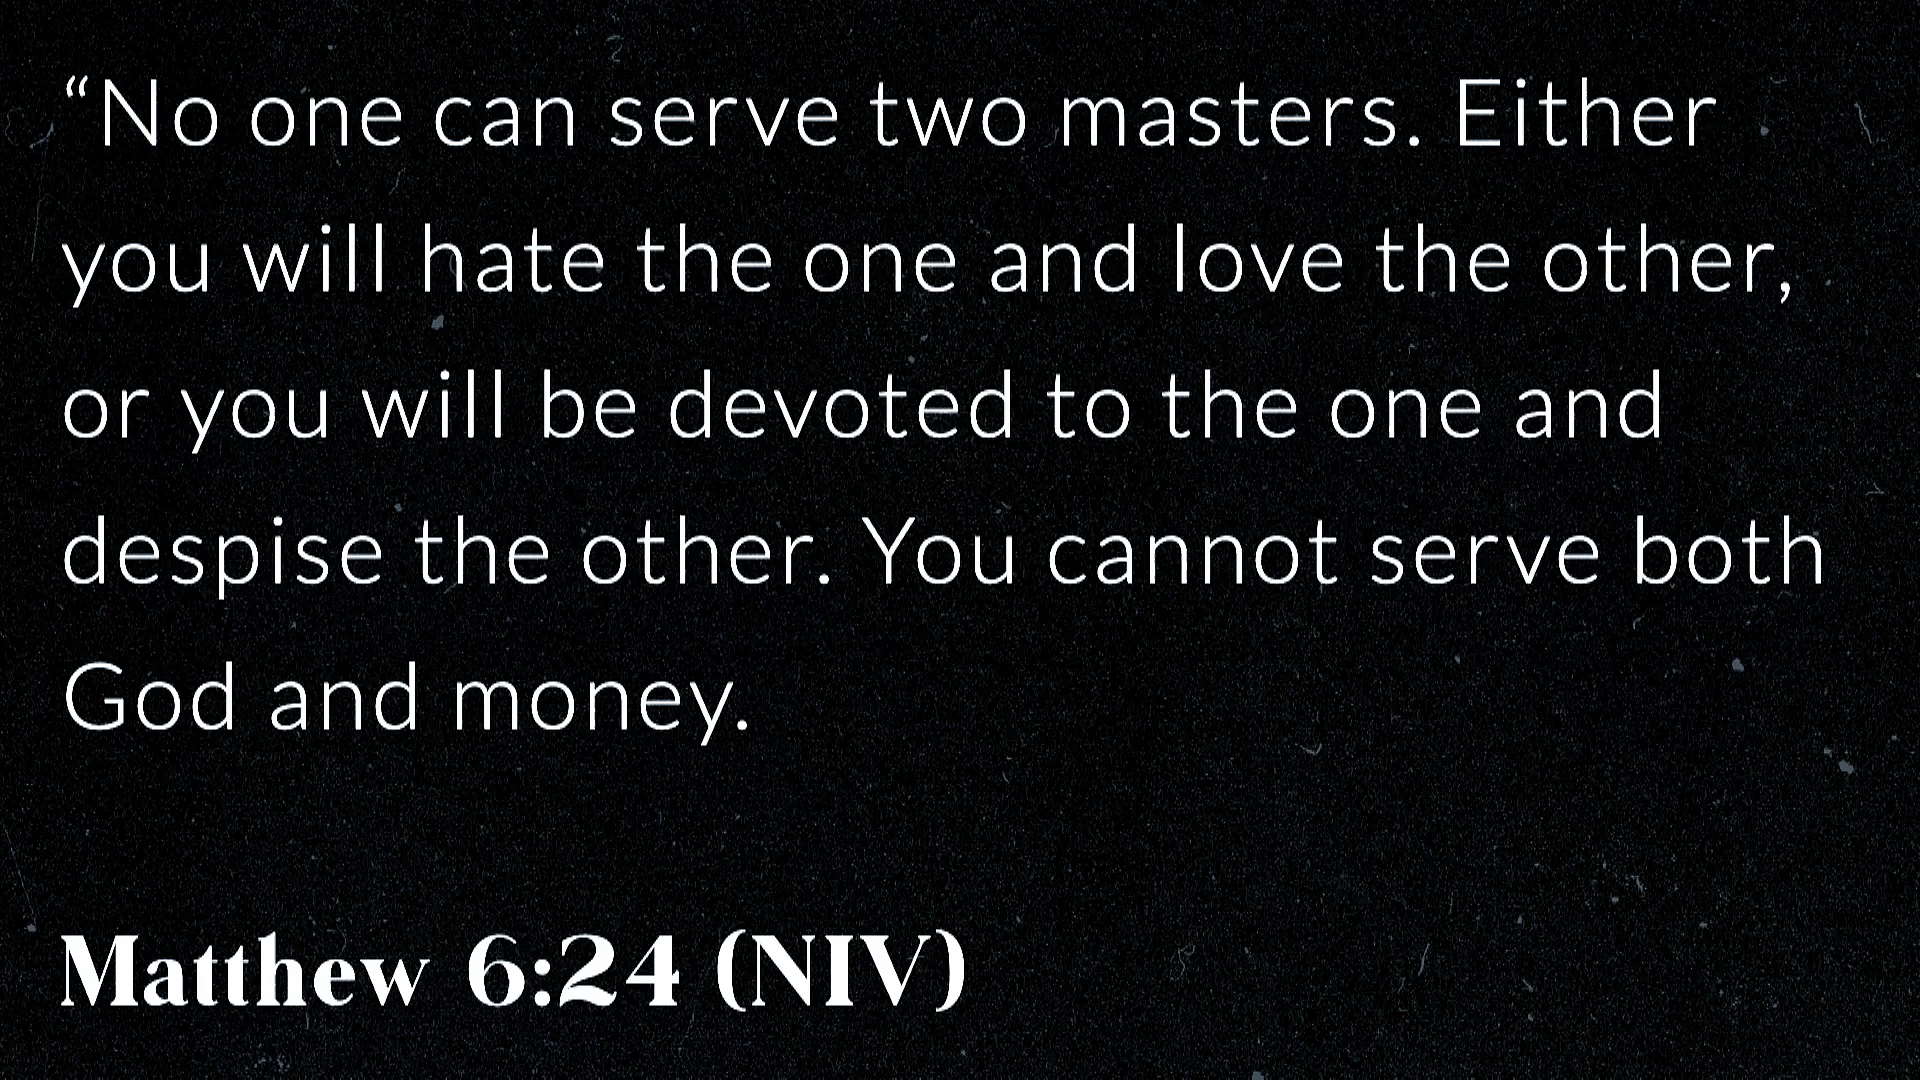 “No one can serve two masters. Either
you will hate the one and love the other,
or you will be devoted to the one and
despise the other. You cannot serve both
God and money.
Matthew 6:24 (NIV)